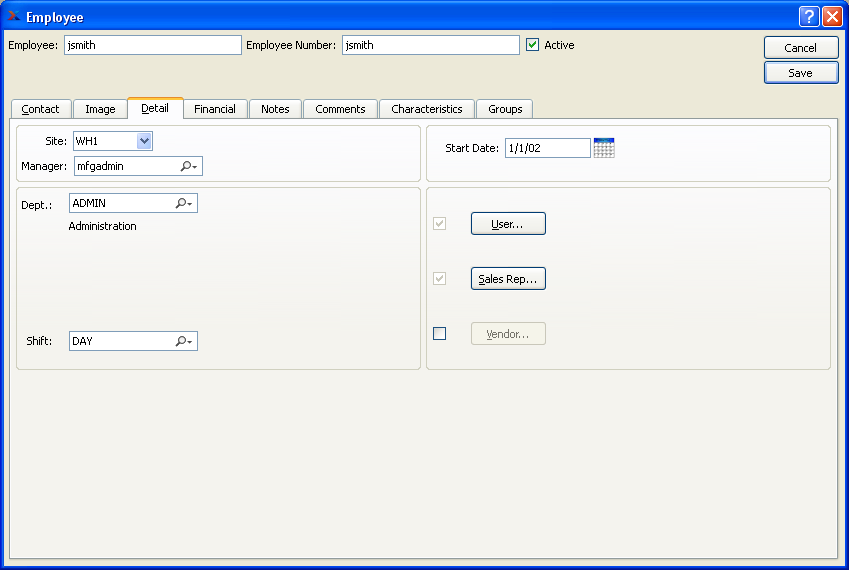 Employee
Employee: jsmith Employee Number: jsmith Active
Cancel
Save
Contact Image Detail Financial Notes Comments Characteristics Groups
Site: WH1
Manager: mfgadmin
Start Date: 1/1/02
Dept.: ADMIN
Administration
Shift: DAY
User...
Sales Rep...
Vendor...